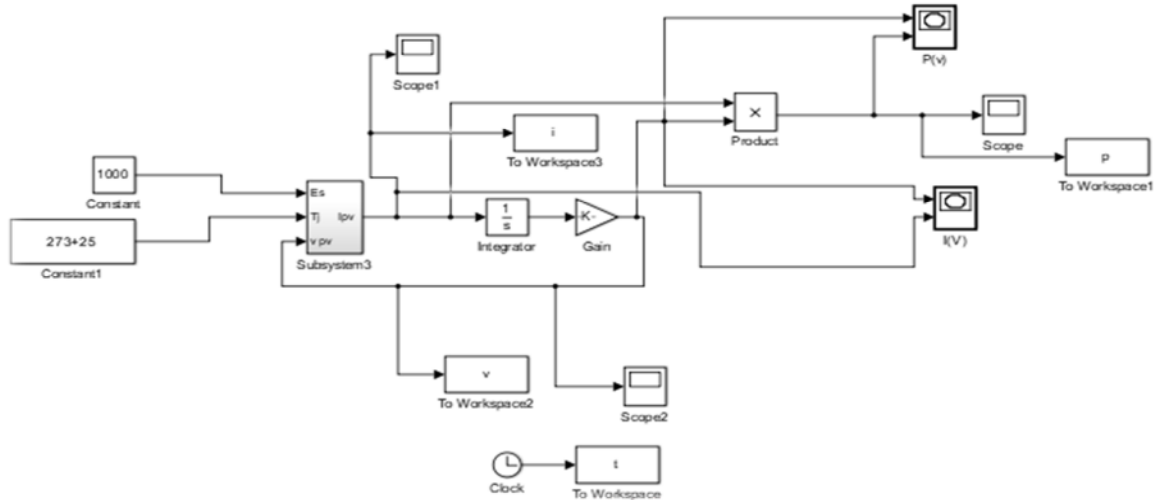 P(v)
Scope1
×
Product
i
To Workspace3
Scope
p
To Workspace1
1000
Constant
Es
Tj
v pv
Ipv
Subsystem3
1
s
Integrator
-K-
Gain
I(V)
273+25
Constant1
v
To Workspace2
Scope2
Clock
t
To Workspace